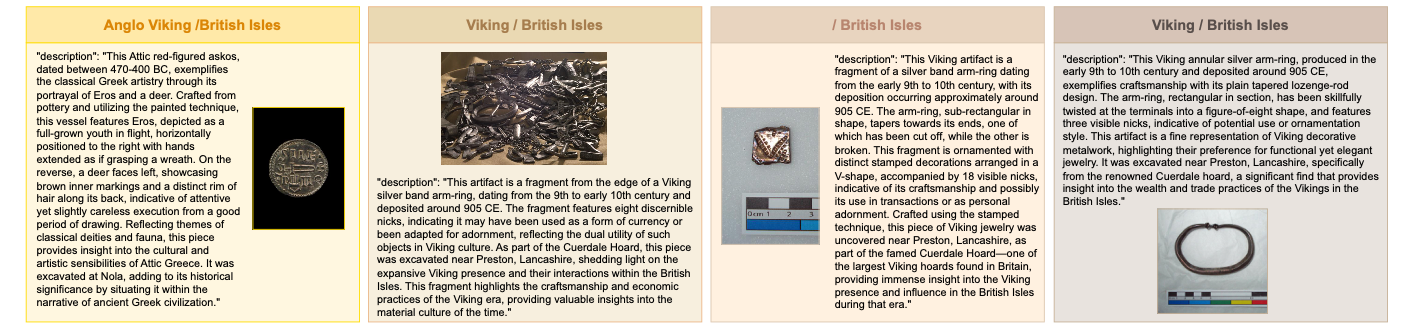 Anglo Viking /British Isles
"description": "This Attic red-figured askos,
dated between 470-400 BC, exemplifies
the classical Greek artistry through its
portrayal of Eros and a deer. Crafted from
pottery and utilizing the painted technique,
this vessel features Eros, depicted as a
full-grown youth in flight, horizontally
positioned to the right with hands
extended as if grasping a wreath. On the
reverse, a deer faces left, showcasing
brown inner markings and a distinct rim of
hair along its back, indicative of attentive
yet slightly careless execution from a good
period of drawing. Reflecting themes of
classical deities and fauna, this piece
provides insight into the cultural and
artistic sensibilities of Attic Greece. It was
excavated at Nola, adding to its historical
significance by situating it within the
narrative of ancient Greek civilization."
Viking / British Isles
"description": "This artifact is a fragment from the edge of a Viking
silver band arm-ring, dating from the 9th to early 10th century and
deposited around 905 CE. The fragment features eight discernible
nicks, indicating it may have been used as a form of currency or
been adapted for adornment, reflecting the dual utility of such
objects in Viking culture. As part of the Cuerdale Hoard, this piece
was excavated near Preston, Lancashire, shedding light on the
expansive Viking presence and their interactions within the British
Isles. This fragment highlights the craftsmanship and economic
practices of the Viking era, providing valuable insights into the
material culture of the time."
/ British Isles
"description": "This Viking artifact is a
fragment of a silver band arm-ring dating
from the early 9th to 10th century, with its
deposition occurring approximately around
905 CE. The arm-ring, sub-rectangular in
shape, tapers towards its ends, one of
which has been cut off, while the other is
broken. This fragment is ornamented with
distinct stamped decorations arranged in a
V-shape, accompanied by 18 visible nicks,
indicative of its craftsmanship and possibly
its use in transactions or as personal
adornment. Crafted using the stamped
technique, this piece of Viking jewelry was
uncovered near Preston, Lancashire, as
part of the famed Cuerdale Hoard—one of
the largest Viking hoards found in Britain,
providing immense insight into the Viking
presence and influence in the British Isles
during that era."
0mm 1 2 3
Viking / British Isles
"description": "This Viking annular silver arm-ring, produced in the
early 9th to 10th century and deposited around 905 CE,
exemplifies craftsmanship with its plain tapered lozenge-rod
design. The arm-ring, rectangular in section, has been skillfully
twisted at the terminals into a figure-of-eight shape, and features
three visible nicks, indicative of potential use or ornamentation
style. This artifact is a fine representation of Viking decorative
metalwork, highlighting their preference for functional yet elegant
jewelry. It was excavated near Preston, Lancashire, specifically
from the renowned Cuerdale hoard, a significant find that provides
insight into the wealth and trade practices of the Vikings in the
British Isles."